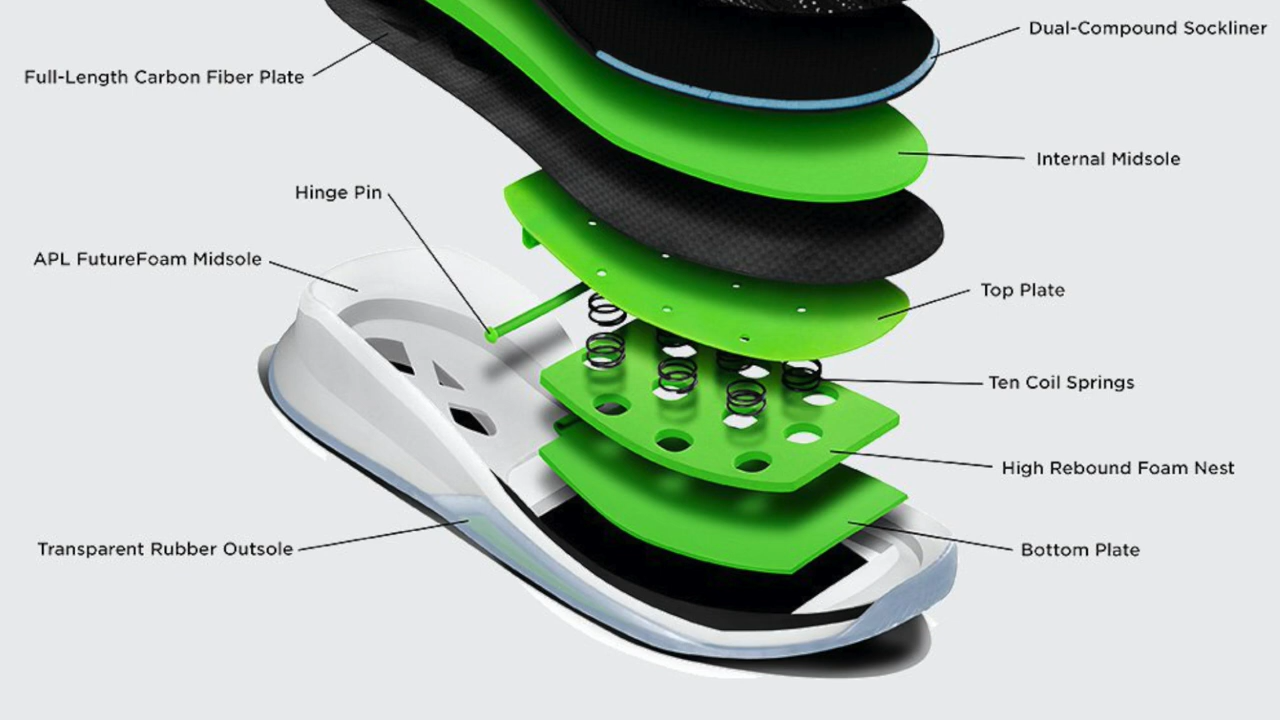 Dual-Compound Sockliner
Full-Length Carbon Fiber Plate
Internal Midsole
Hinge Pin
APL FutureFoam Midsole
Top Plate
Ten Coil Springs
High Rebound Foam Nest
Transparent Rubber Outsole
Bottom Plate